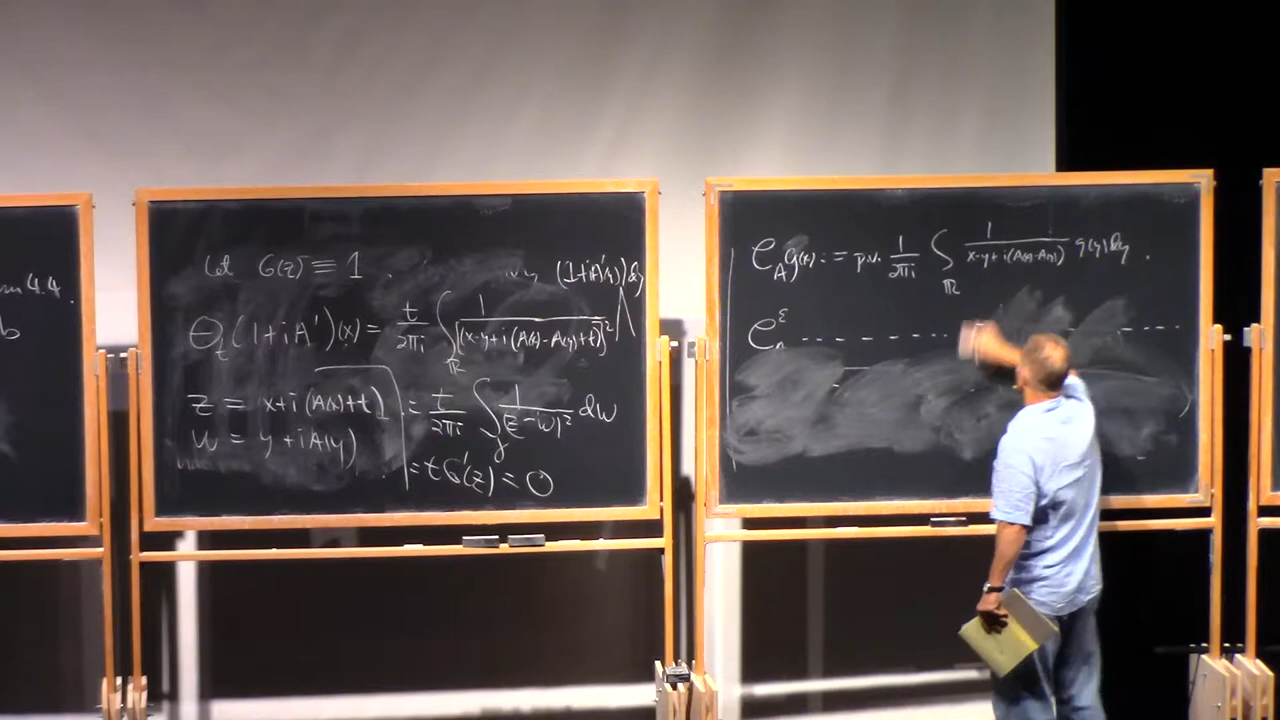 4.4.
b
Let G(z) ≡ 1 .
(1+iA'(y))dy
Θ_t(1+iA')(x) = t/2πi ∫_ℝ 1/[(x-y+i(A(x)-A(y)+t)]²
z = x+i(A(x)+t)
w = y+iA(y)
= t/2πi ∫_γ 1/(z-w)² dw
= tG'(z) = 0
C_A g(x) := p.v. 1/2πi ∫_ℝ 1/x-y+i(A(x)-A(y)) g(y)dy .
C_A^ε - - - - - - - - - - - -